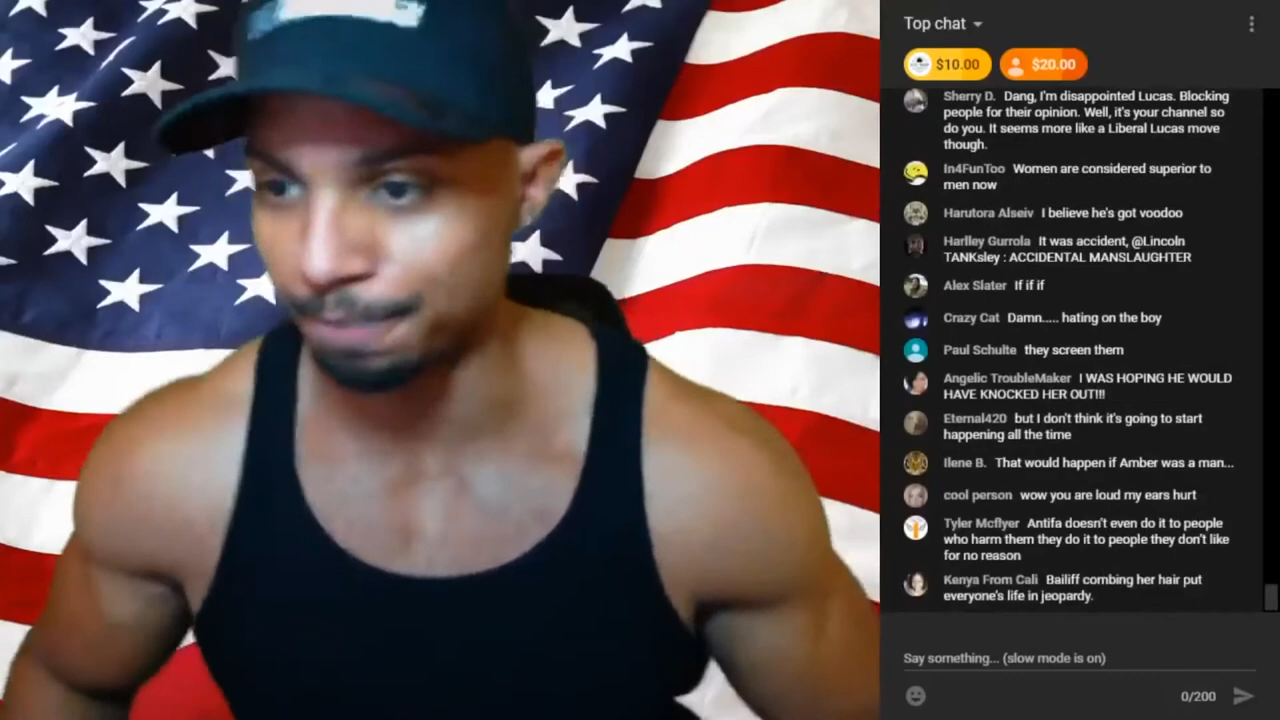 Top chat
$10.00
$20.00
Sherry D. Dang, I'm disappointed Lucas. Blocking
people for their opinion. Well, it's your channel so
do you. It seems more like a Liberal Lucas move
though.
In4FunToo Women are considered superior to
men now
Harutora Alseiv I believe he's got voodoo
Harlley Gurrola It was accident, @Lincoln
TANKsley : ACCIDENTAL MANSLAUGHTER
Alex Slater If if if
Crazy Cat Damn..... hating on the boy
Paul Schulte they screen them
Angelic TroubleMaker I WAS HOPING HE WOULD
HAVE KNOCKED HER OUT!!!
Eternal420 but I don't think it's going to start
happening all the time
Ilene B. That would happen if Amber was a man...
cool person wow you are loud my ears hurt
Tyler Mcflyer Antifa doesn't even do it to people
who harm them they do it to people they don't like
for no reason
Kenya From Cali Bailiff combing her hair put
everyone's life in jeopardy.
Say something... (slow mode is on)
0/200